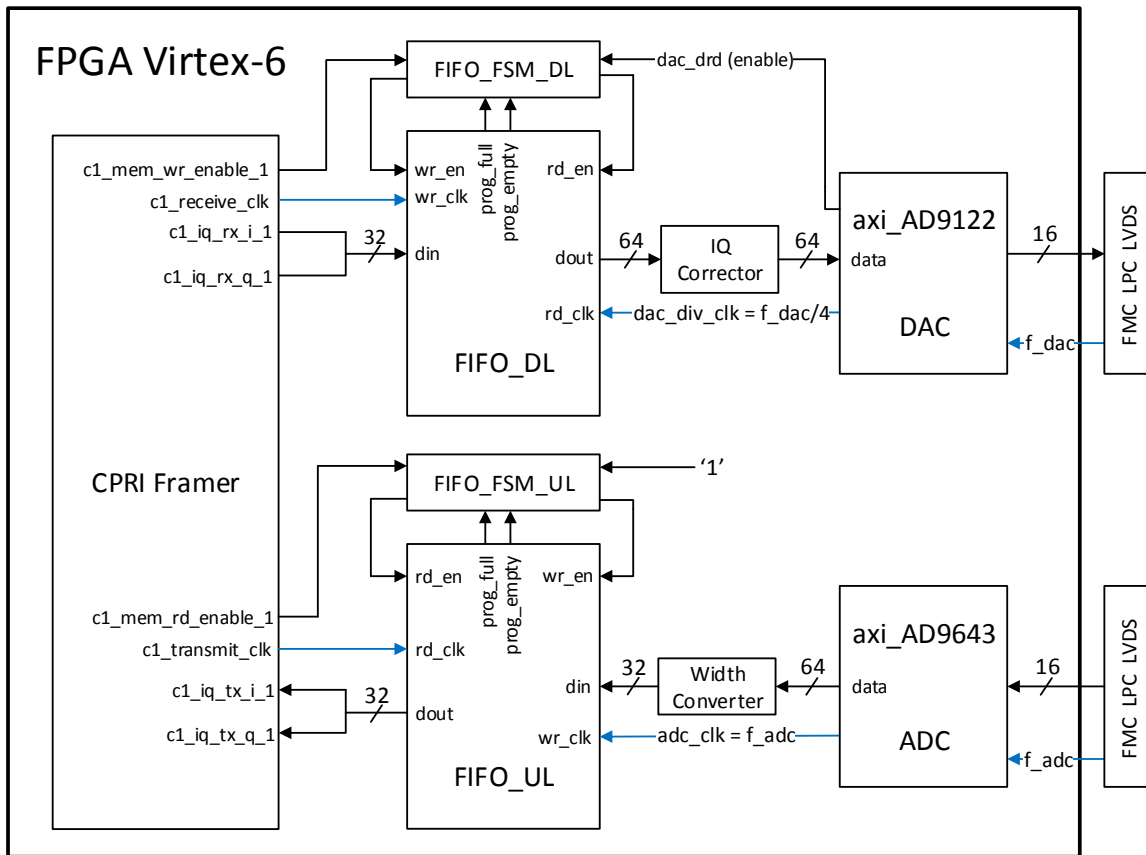 FPGA Virtex-6
FIFO_FSM_DL
dac_drd (enable)
c1_mem_wr_enable_1
c1_receive_clk
c1_iq_rx_i_1
c1_iq_rx_q_1
32
wr_en
wr_clk
din
prog_full
prog_empty
rd_en
dout
rd_clk
FIFO_DL
64
IQ
Corrector
64
dac_div_clk = f_dac/4
axi_AD9122
data
DAC
16
f_dac
FMC LPC LVDS
CPRI Framer
FIFO_FSM_UL
‘1’
c1_mem_rd_enable_1
c1_transmit_clk
c1_iq_tx_i_1
c1_iq_tx_q_1
32
rd_en
rd_clk
dout
prog_full
prog_empty
wr_en
din
wr_clk
FIFO_UL
32
Width
Converter
64
adc_clk = f_adc
axi_AD9643
data
ADC
16
f_adc
FMC LPC LVDS